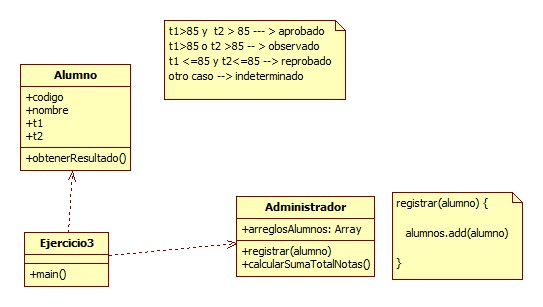 t1>85 y  t2 > 85 --- > aprobado
t1>85 o t2 >85 -- > observado
t1 <=85 y t2<=85 --> reprobado
otro caso --> indeterminado
Alumno
+codigo
+nombre
+t1
+t2
+obtenerResultado()
Administrador
+arreglosAlumnos: Array
+registrar(alumno)
+calcularSumaTotalNotas()
registrar(alumno) {
alumnos.add(alumno)
}
Ejercicio3
+main()